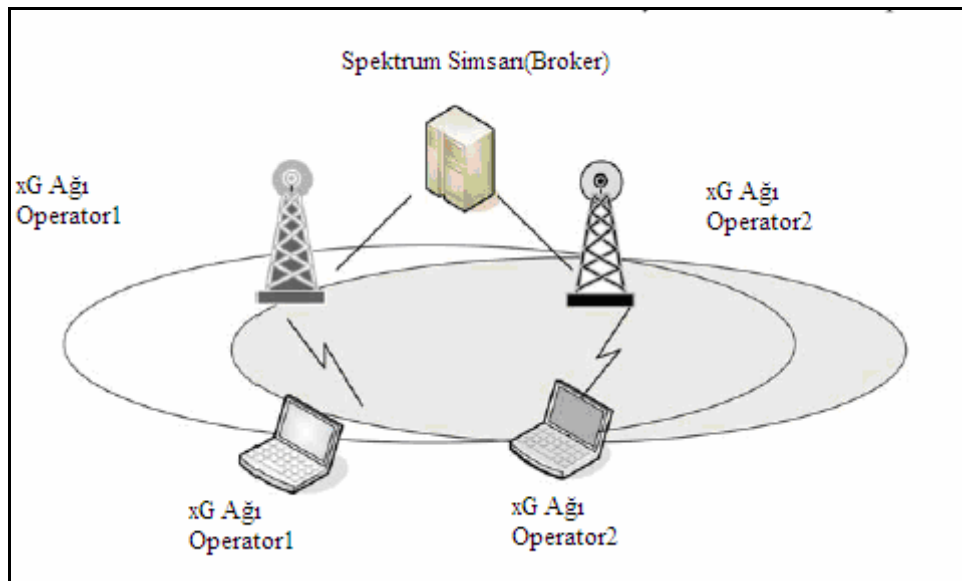 Spektrum Simsarı(Broker)
xG Ağı
Operator1
xG Ağı
Operator2
xG Ağı
Operator1
xG Ağı
Operator2